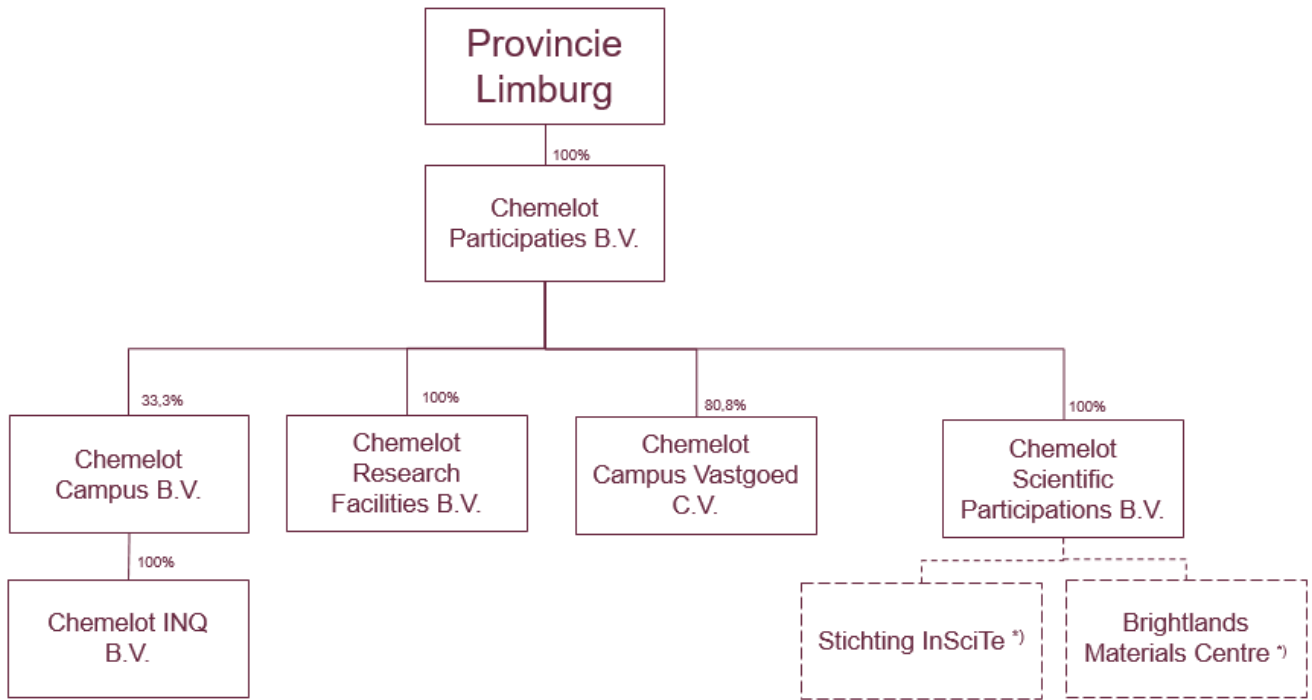 Provincie
Limburg
100%
Chemelot
Participaties B.V.
33,3%
100%
80,8%
100%
Chemelot
Campus B.V.
Chemelot
Research
Facilities B.V.
Chemelot
Campus Vastgoed
C.V.
Chemelot
Scientific
Participations B.V.
100%
Chemelot INQ
B.V.
Stichting InSciTe *)
Brightlands
Materials Centre *)